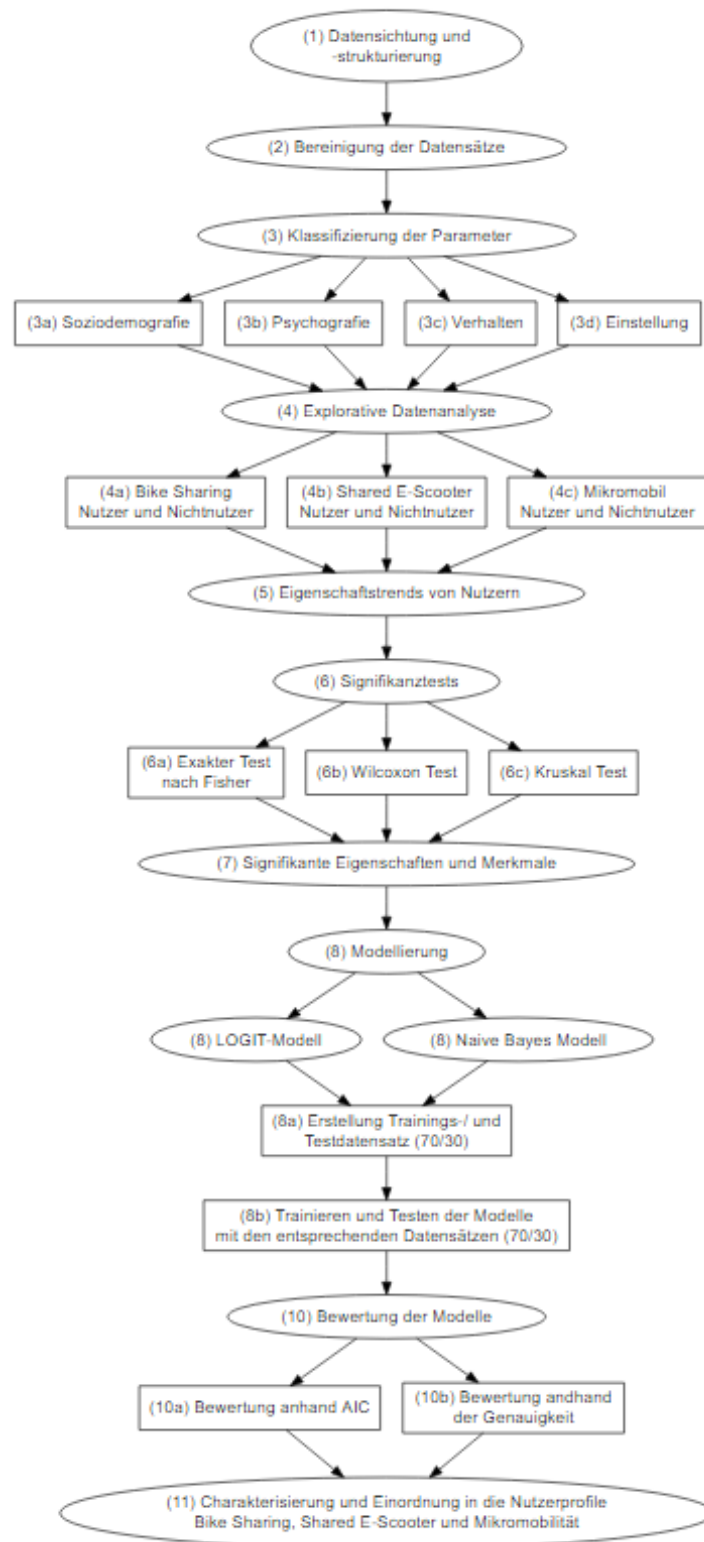 (1) Datensichtung und
-strukturierung
(2) Bereinigung der Datensätze
(3) Klassifizierung der Parameter
(3a) Soziodemografie
(3b) Psychografie
(3c) Verhalten
(3d) Einstellung
(4) Explorative Datenanalyse
(4a) Bike Sharing
Nutzer und Nichtnutzer
(4b) Shared E-Scooter
Nutzer und Nichtnutzer
(4c) Mikromobil
Nutzer und Nichtnutzer
(5) Eigenschaftstrends von Nutzern
(6) Signifikanztests
(6a) Exakter Test
nach Fisher
(6b) Wilcoxon Test
(6c) Kruskal Test
(7) Signifikante Eigenschaften und Merkmale
(8) Modellierung
(8) LOGIT-Modell
(8) Naive Bayes Modell
(8a) Erstellung Trainings-/ und
Testdatensatz (70/30)
(8b) Trainieren und Testen der Modelle
mit den entsprechenden Datensätzen (70/30)
(10) Bewertung der Modelle
(10a) Bewertung anhand AIC
(10b) Bewertung andhand
der Genauigkeit
(11) Charakterisierung und Einordnung in die Nutzerprofile
Bike Sharing, Shared E-Scooter und Mikromobilität